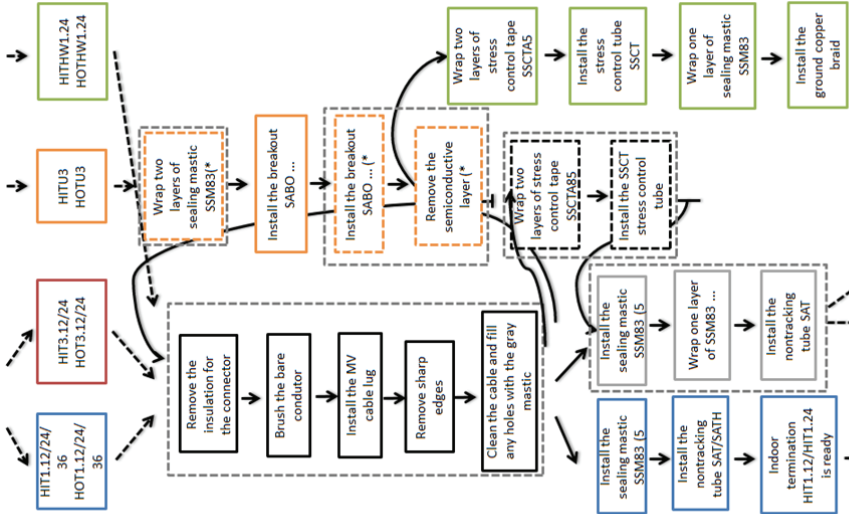 HIT1.12/24/
36
HOT1.12/24/
36
HIT3.12/24
HOT3.12/24
HITU3
HOTU3
HITHW1.24
HOTHW1.24
Wrap two
layers of
sealing mastic
SSM83(*
Install the breakout
SABO ...
Install the breakout
SABO ... (*
Remove the
semiconductive
layer (*
Remove the
insulation for
the connector
Brush the bare
condutor
Install the MV
cable lug
Remove sharp
edges
Clean the cable and fill
any holes with the gray
mastic
Wrap two
layers of stress
control tape
SSCTA85
Install the SSCT
stress control
tube
Wrap two
layers of stress
control tape
SSCTA5
Install the
stress
control tube
SSCT
Wrap one
layer of
sealing mastic
SSM83
Install the
ground copper
braid
Install the
sealing mastic
SSM83 (5
Install the
nontracking
tube SAT/SATH
Indoor
termination
HIT1.12/HIT1.24
is ready
Install the
sealing mastic
SSM83 (5
Wrap one layer
of SSM83 ...
Install the
nontracking
tube SAT